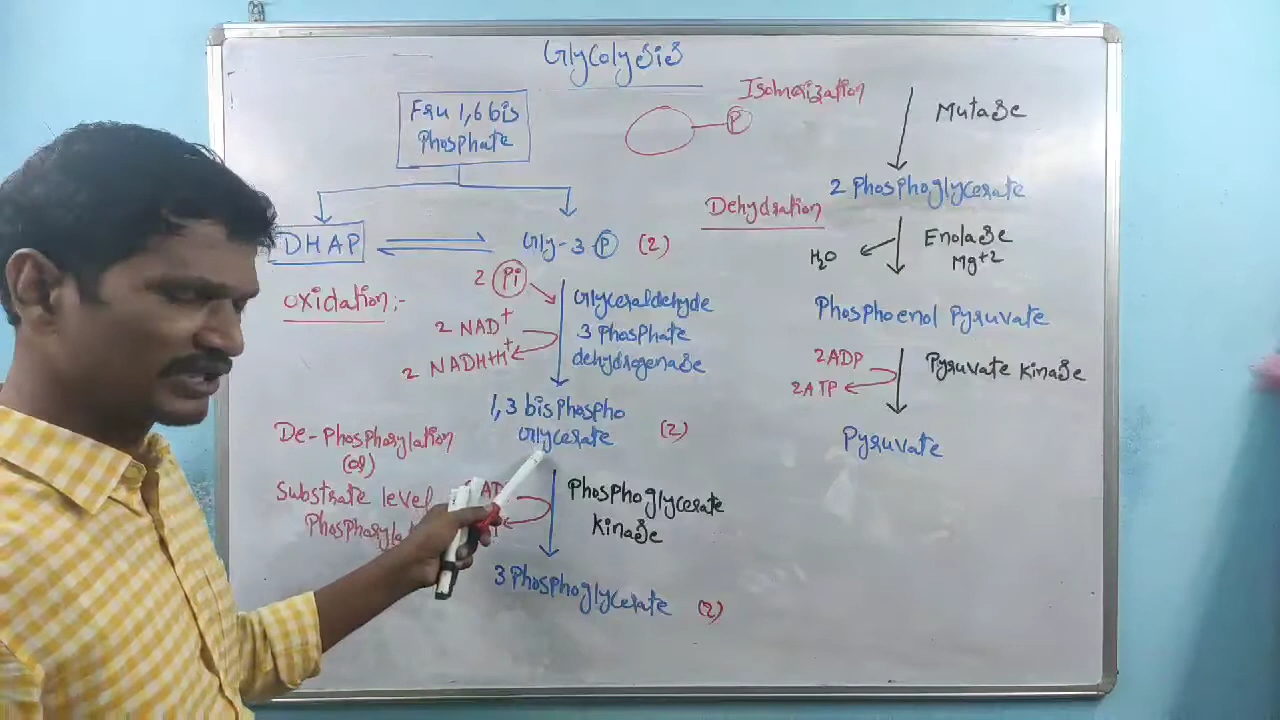 Glycolysis
Fru 1,6 bis
Phosphate
DHAP
Gly-3 P (2)
Oxidation:-
2 Pi
2 NAD+
2 NADH+H+
Glyceraldehyde
3 Phosphate
dehydrogenase
1,3 bisphospho
Glycerate (2)
De-Phosphorylation
(or)
Substrate level
Phosphoglycerate
Kinase
3 Phosphoglycerate (2)
Isomerization
P
Mutase
2 Phosphoglycerate
Dehydration
H2O
Enolase
Mg+2
Phosphoenol Pyruvate
2ADP
2ATP
Pyruvate Kinase
Pyruvate